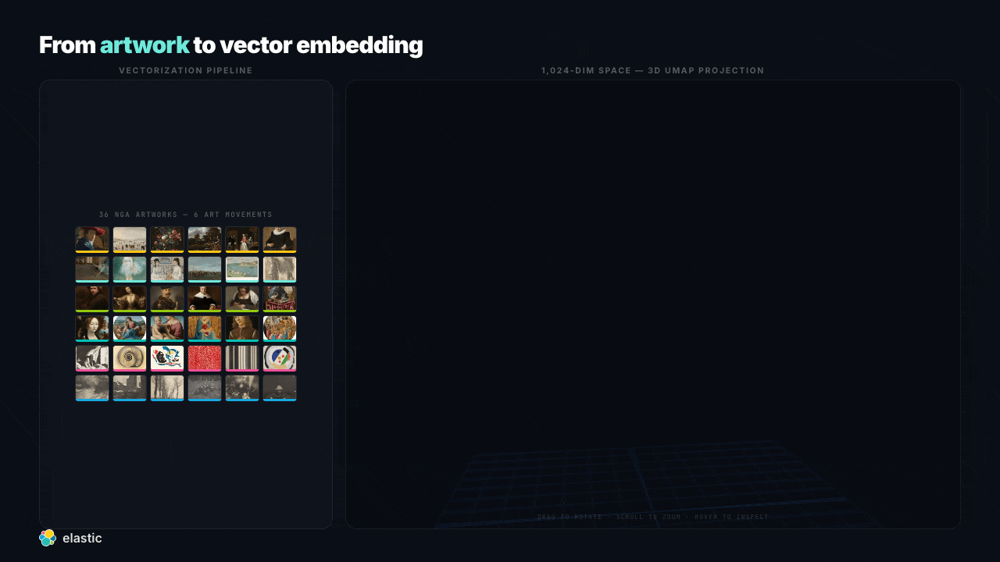 From artwork to vector embedding
VECTORIZATION PIPELINE
1,024-DIM SPACE — 3D UMAP PROJECTION
36 NGA ARTWORKS — 6 ART MOVEMENTS
DRAG TO ROTATE · SCROLL TO ZOOM · HOVER TO INSPECT
elastic